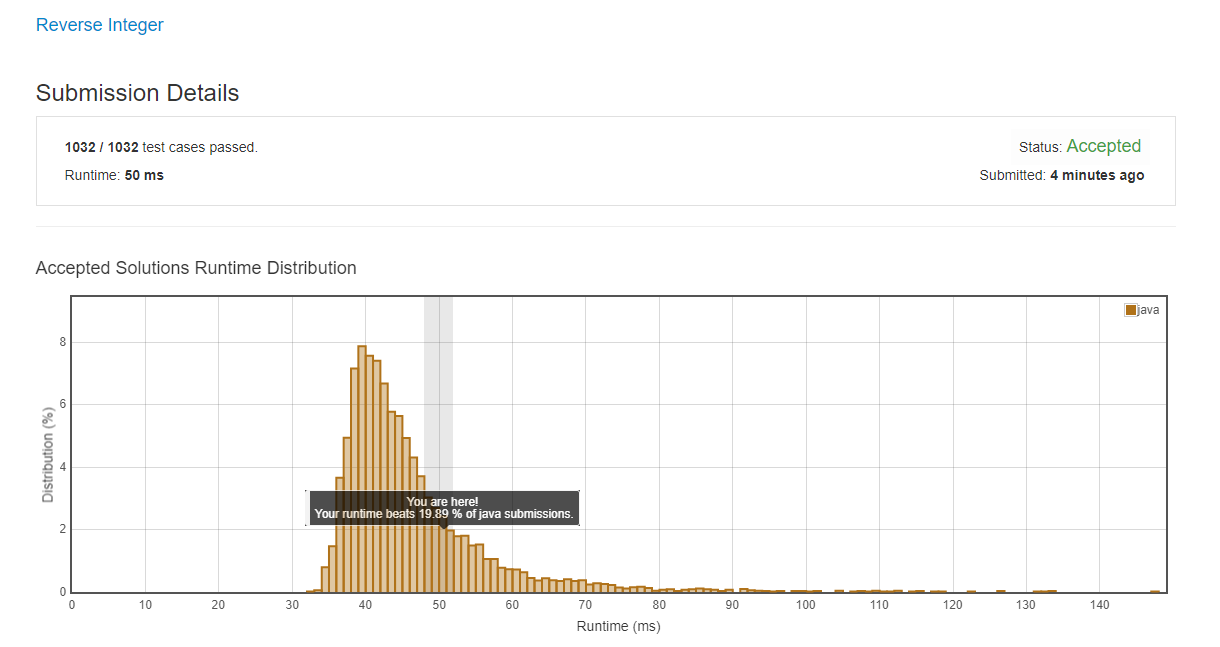 Reverse Integer
Submission Details
1032 / 1032 test cases passed.
Status: Accepted
Runtime: 50 ms
Submitted: 4 minutes ago
Accepted Solutions Runtime Distribution
java
8
6
4
2
0
Distribution (%)
You are here!
Your runtime beats 19.89 % of java submissions.
0 10 20 30 40 50 60 70 80 90 100 110 120 130 140
Runtime (ms)